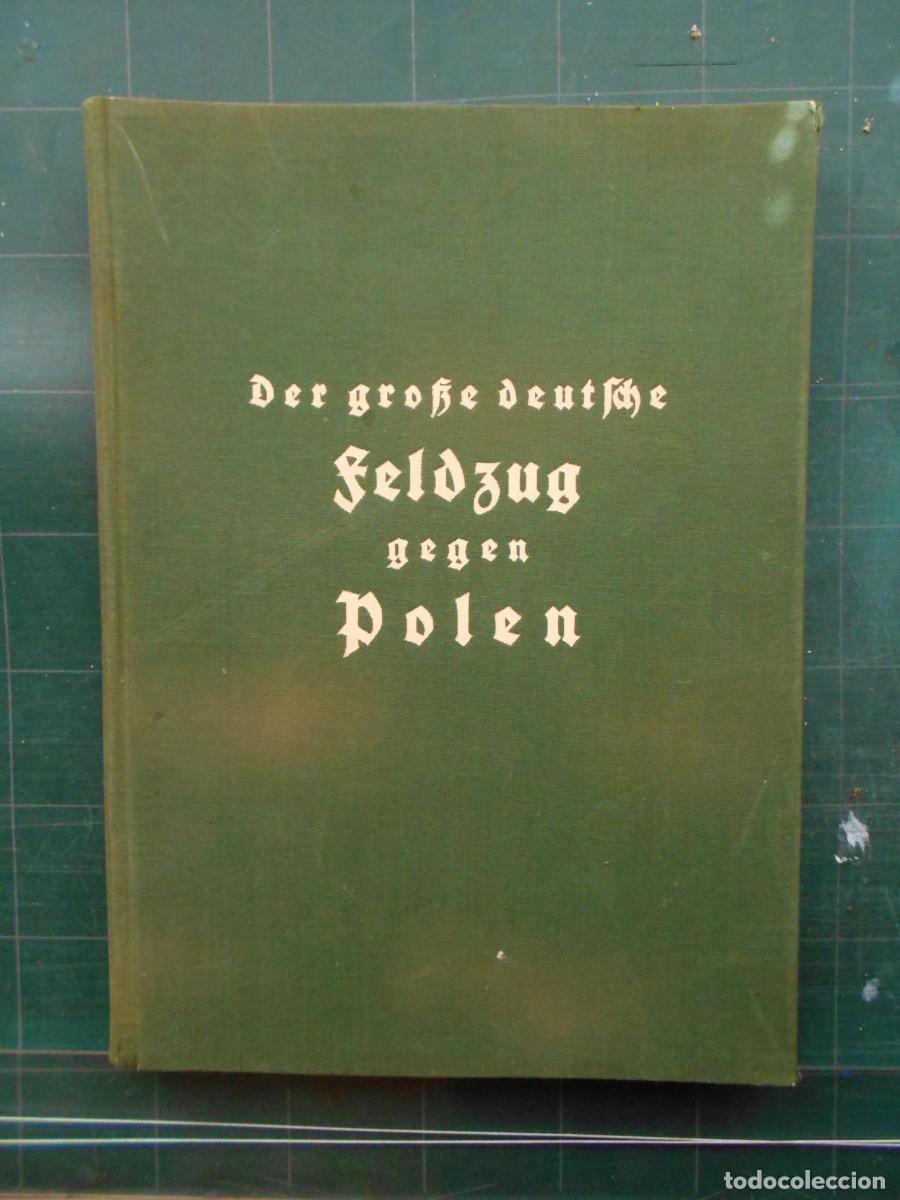 Der große deutſche
Feldzug
gegen
Polen
todocoleccion